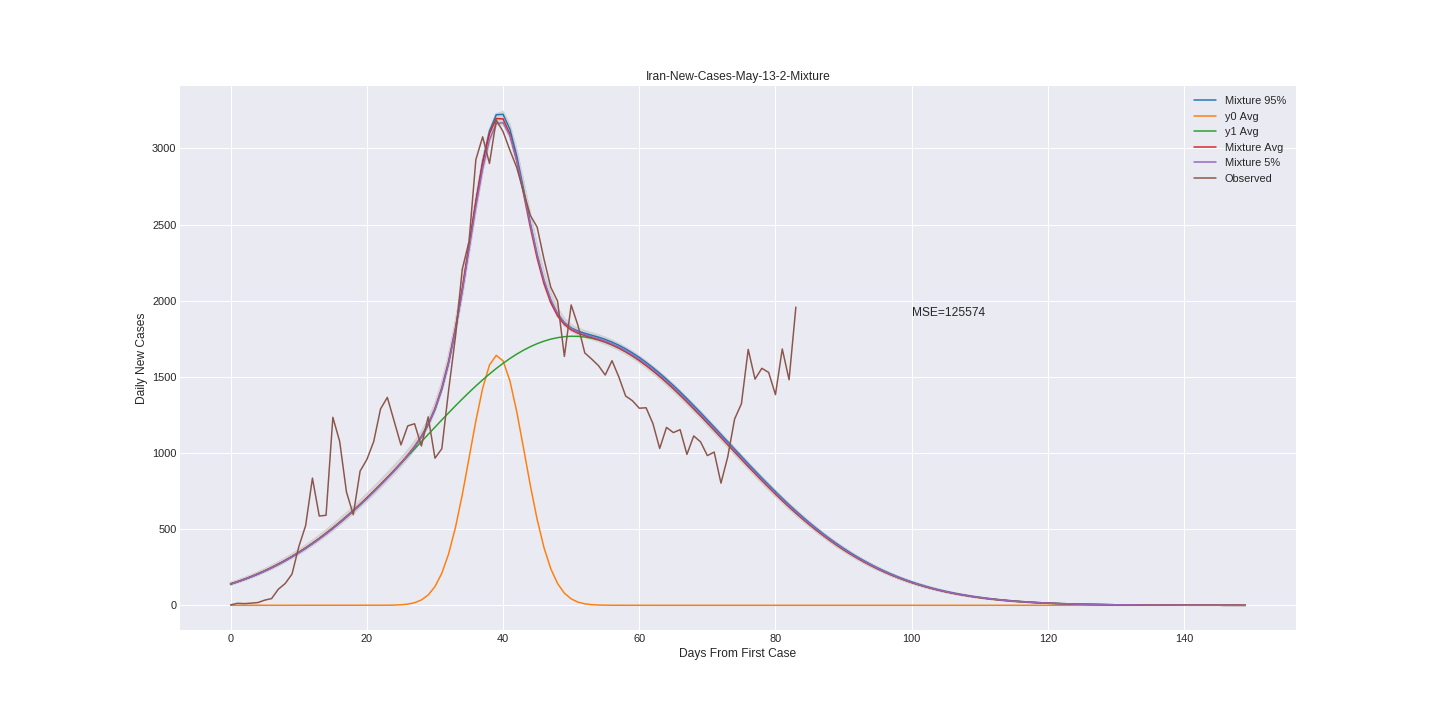 Iran-New-Cases-May-13-2-Mixture
Mixture 95%
y0 Avg
y1 Avg
Mixture Avg
Mixture 5%
Observed
3000
2500
2000
1500
1000
500
0
Daily New Cases
MSE=125574
0 20 40 60 80 100 120 140
Days From First Case